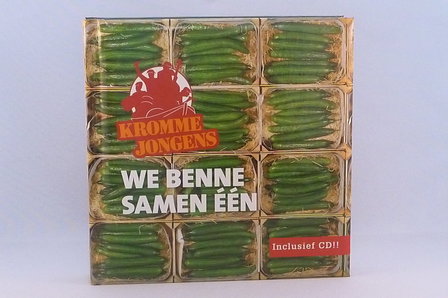 KROMME
JONGENS
WE BENNE
SAMEN ÉÉN
Inclusief CD!!